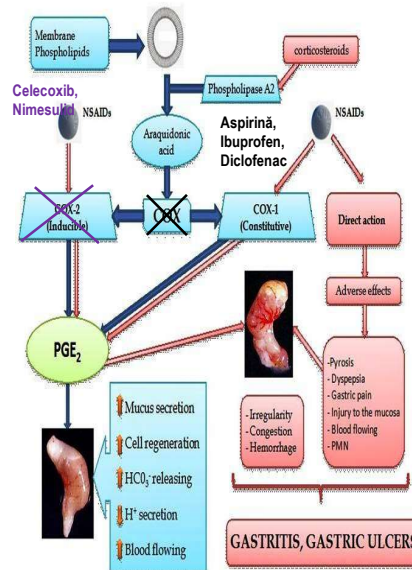 Membrane
Phospholipids
corticosteroids
Phospholipase A2
Celecoxib,
Nimesulid
NSAIDs
Araquidonic
acid
Aspirină,
Ibuprofen,
Diclofenac
NSAIDs
COX-2
(Inducible)
COX
COX-1
(Constitutive)
Direct action
Adverse effects
PGE2
-Pyrosis
- Dyspepsia
- Gastric pain
- Injury to the mucosa
- Blood flowing
- PMN
Mucus secretion
Cell regeneration
HCO3- releasing
H+ secretion
Blood flowing
- Irregularity
- Congestion
- Hemorrhage
GASTRITIS, GASTRIC ULCERS